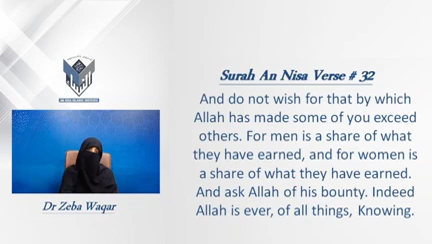 Surah An Nisa Verse # 32
And do not wish for that by which
Allah has made some of you exceed
others. For men is a share of what
they have earned, and for women is
a share of what they have earned.
And ask Allah of his bounty. Indeed
Allah is ever, of all things, Knowing.
Dr Zeba Waqar